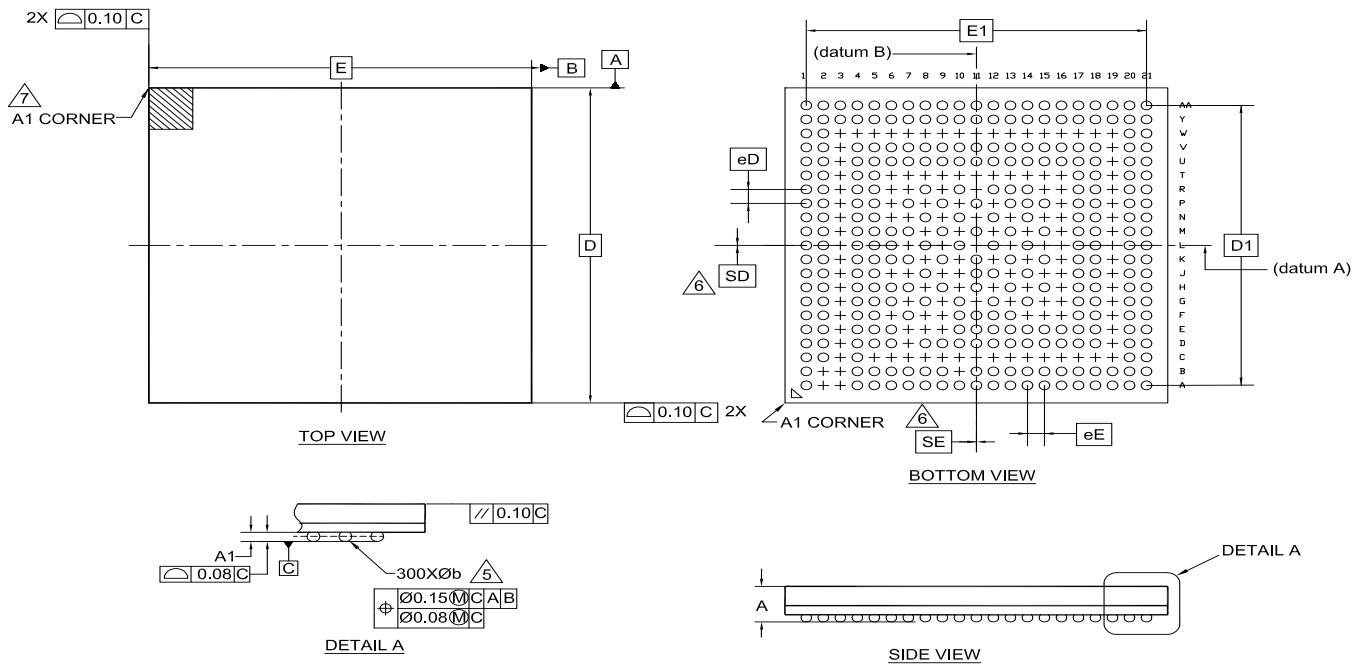 2X 0.10 C
E
B
A
7
A1 CORNER
D
0.10 C 2X
TOP VIEW
E1
(datum B)
1 2 3 4 5 6 7 8 9 10 11 12 13 14 15 16 17 18 19 20 21
AA
Y
W
V
U
T
R
P
N
M
L
K
J
H
G
F
E
D
C
B
A
eD
6
SD
D1
(datum A)
A1 CORNER
6
SE
eE
BOTTOM VIEW
// 0.10 C
A1
0.08 C
C
300XØb 5
Ø0.15 Ⓜ C A B
Ø0.08 Ⓜ C
DETAIL A
DETAIL A
A
SIDE VIEW